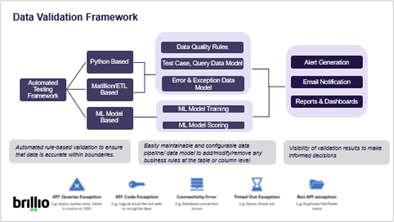 Data Validation Framework
Data Quality Rules
Python Based
Test Case, Query Data Model
Alert Generation
Automated
Testing
Framework
Matillion/ETL
Based
Error & Exception Data
Model
Email Notification
Reports & Dashboards
ML Model
Based
ML Model Training
ML Model Scoring
Automated rule-based validation to ensure
that data is accurate within boundaries.
Easily maintainable and configurable data
pipeline/ data model to add/modify/remove any
business rules at the table or column level
Visibility of validation results to make
informed decisions
brillio
Queries Exception
Code Exception
Connectivity Error
Timed Out Exception
Box API exception